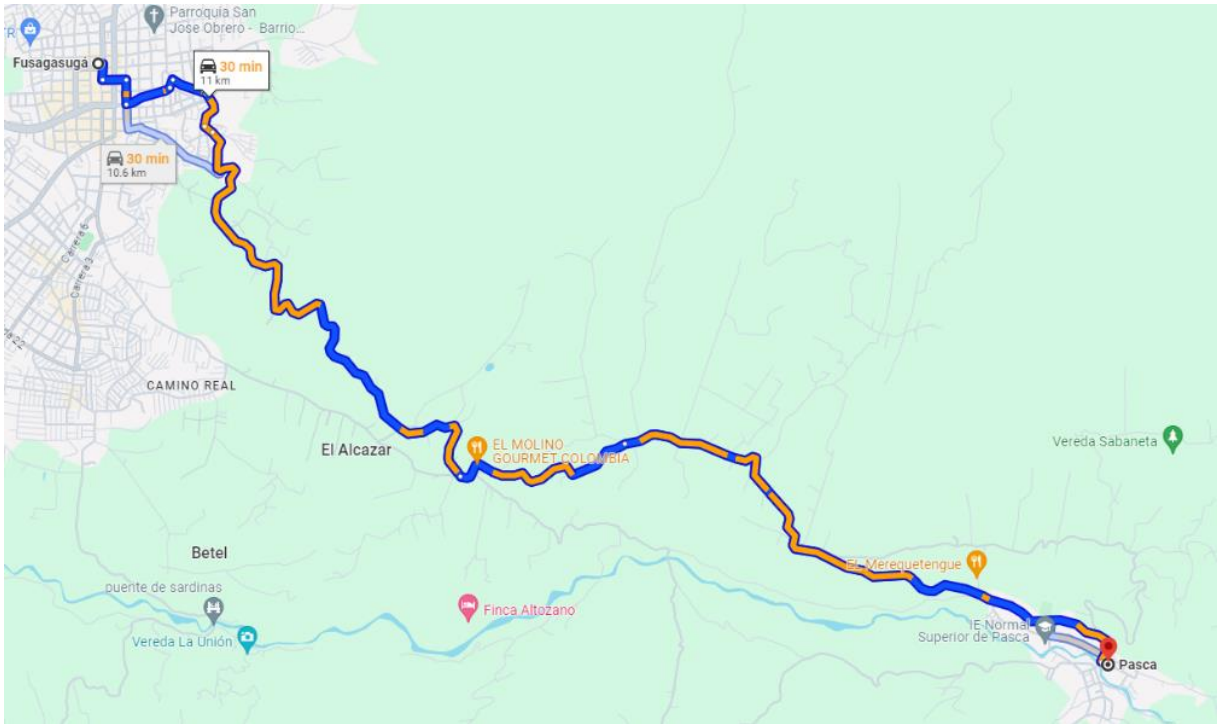 Parroquia San
Jose Obrero - Barrio...
Fusagasugá
30 min
11 km
30 min
10.6 km
Carrera 6
Carrera 3
CAMINO REAL
El Alcazar
EL MOLINO
GOURMET COLOMBIA
Vereda Sabaneta
Betel
puente de sardinas
Vereda La Unión
Finca Altozano
EL Merequetengue
IE Normal
Superior de Pasca
Pasca